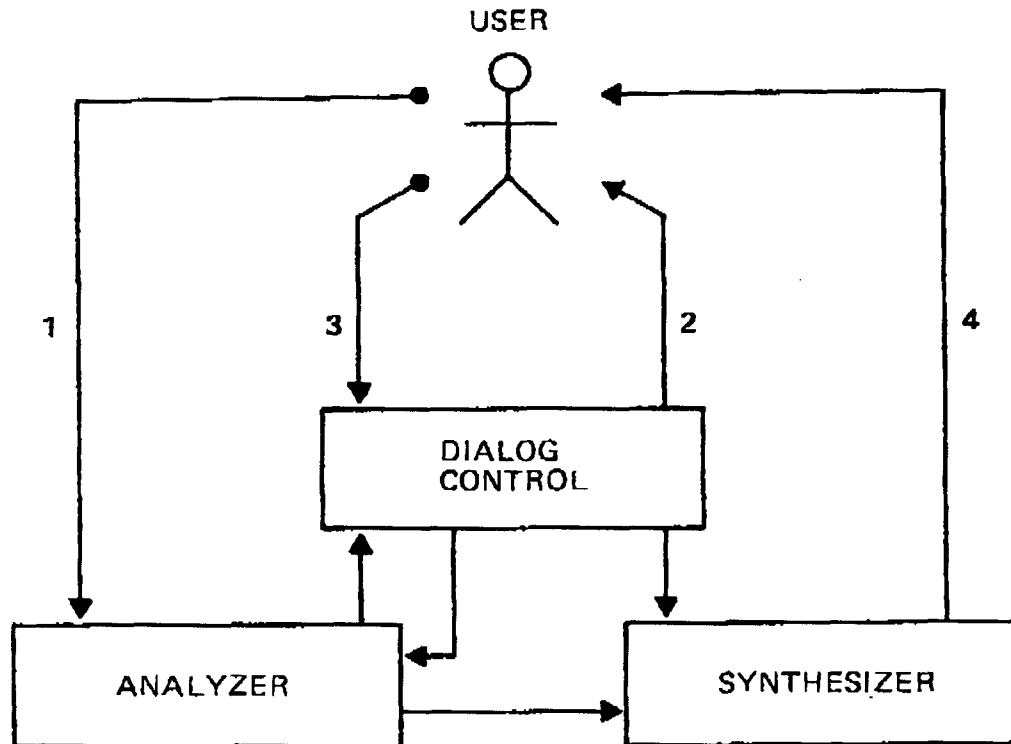 USER
1
3
2
4
DIALOG
CONTROL
ANALYZER
SYNTHESIZER